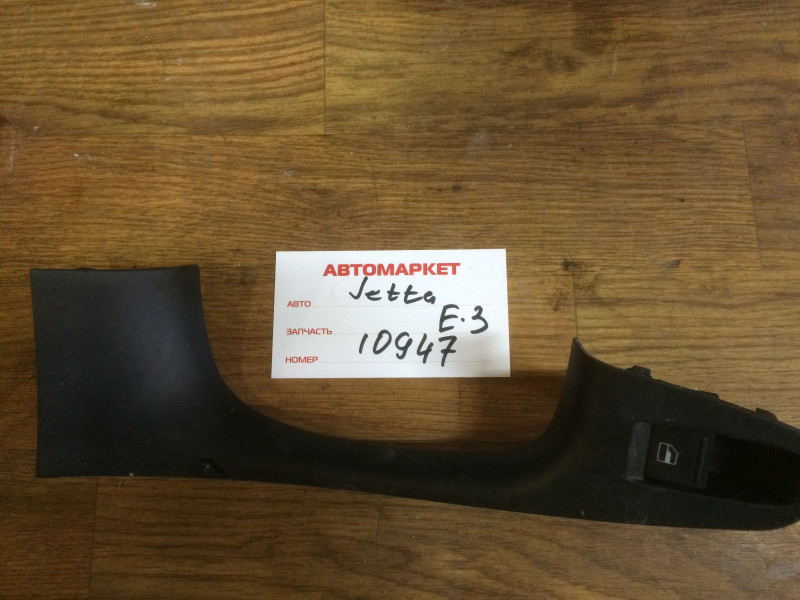 АВТОМАРКЕТ
АВТО Jetta
ЗАПЧАСТЬ E.3
НОМЕР 10947